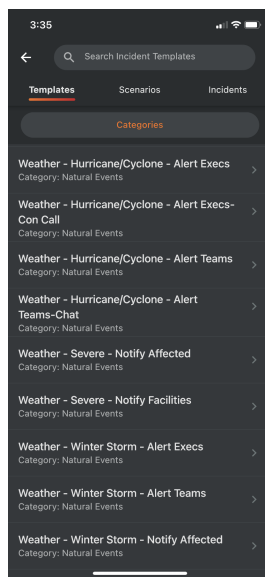 3:35
Search Incident Templates
Templates Scenarios Incidents
Categories
Weather - Hurricane/Cyclone - Alert Execs
Category: Natural Events
Weather - Hurricane/Cyclone - Alert Execs-
Con Call
Category: Natural Events
Weather - Hurricane/Cyclone - Alert Teams
Category: Natural Events
Weather - Hurricane/Cyclone - Alert
Teams-Chat
Category: Natural Events
Weather - Severe - Notify Affected
Category: Natural Events
Weather - Severe - Notify Facilities
Category: Natural Events
Weather - Winter Storm - Alert Execs
Category: Natural Events
Weather - Winter Storm - Alert Teams
Category: Natural Events
Weather - Winter Storm - Notify Affected
Category: Natural Events